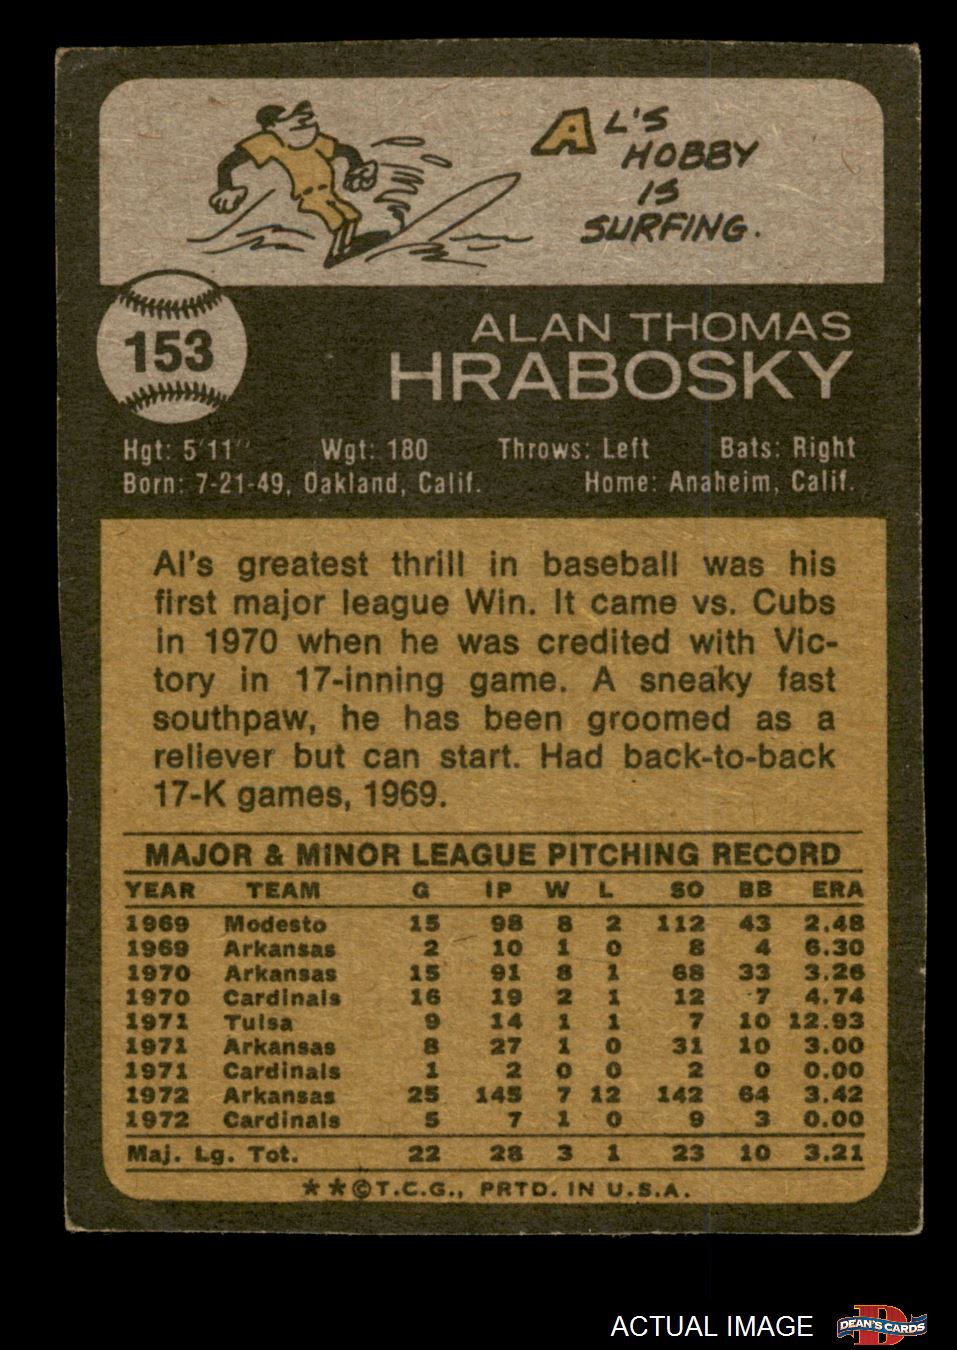 AL'S
HOBBY
IS
SURFING.
153
ALAN THOMAS
HRABOSKY
Hgt: 5'11" Wgt: 180 Throws: Left Bats: Right
Born: 7-21-49, Oakland, Calif. Home: Anaheim, Calif.
Al's greatest thrill in baseball was his
first major league Win. It came vs. Cubs
in 1970 when he was credited with Vic-
tory in 17-inning game. A sneaky fast
southpaw, he has been groomed as a
reliever but can start. Had back-to-back
17-K games, 1969.
MAJOR & MINOR LEAGUE PITCHING RECORD
YEAR TEAM G IP W L SO BB ERA
1969 Modesto 15 98 8 2 112 43 2.48
1969 Arkansas 2 10 1 0 8 4 6.30
1970 Arkansas 15 91 8 1 68 33 3.26
1970 Cardinals 16 19 2 1 12 7 4.74
1971 Tulsa 9 14 1 1 7 10 12.93
1971 Arkansas 8 27 1 0 31 10 3.00
1971 Cardinals 1 2 0 0 2 0 0.00
1972 Arkansas 25 145 7 12 142 64 3.42
1972 Cardinals 5 7 1 0 9 3 0.00
Maj. Lg. Tot. 22 28 3 1 23 10 3.21
★★©T.C.G., PRTD. IN U.S.A.
ACTUAL IMAGE
D
DEAN'S CARDS